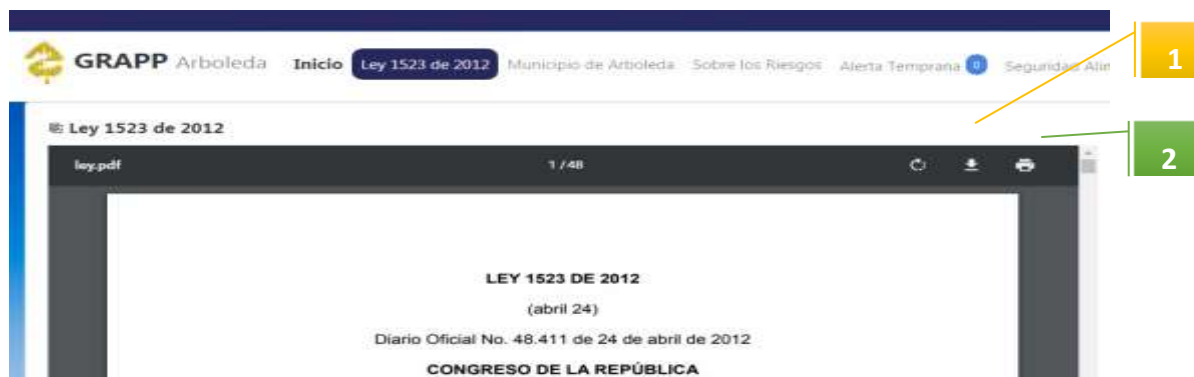 GRAPP Arboleda Inicio Ley 1523 de 2012 Municipio de Arboleda Sobre los Riesgos Alerta Temprana 0 Seguridad Alim
1
Ley 1523 de 2012
2
ley.pdf 1 / 48
LEY 1523 DE 2012
(abril 24)
Diario Oficial No. 48.411 de 24 de abril de 2012
CONGRESO DE LA REPÚBLICA